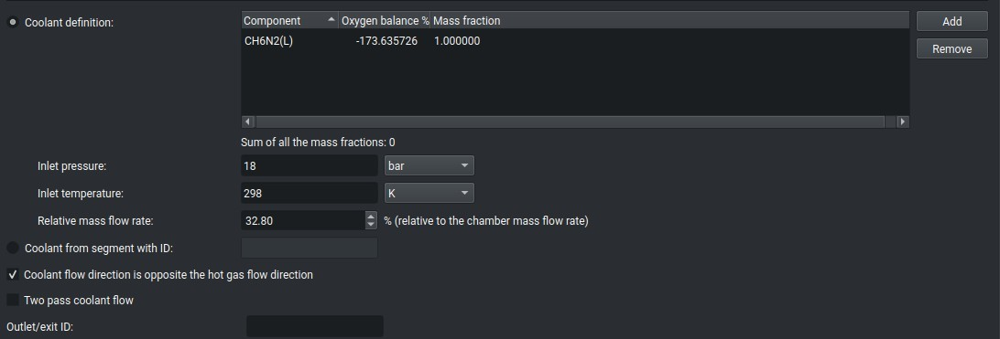 Coolant definition:
Component Oxygen balance % Mass fraction
Add
CH6N2(L) -173.635726 1.000000
Remove
Sum of all the mass fractions: 0
Inlet pressure: 18 bar
Inlet temperature: 298 K
Relative mass flow rate: 32.80 % (relative to the chamber mass flow rate)
Coolant from segment with ID:
Coolant flow direction is opposite the hot gas flow direction
Two pass coolant flow
Outlet/exit ID: